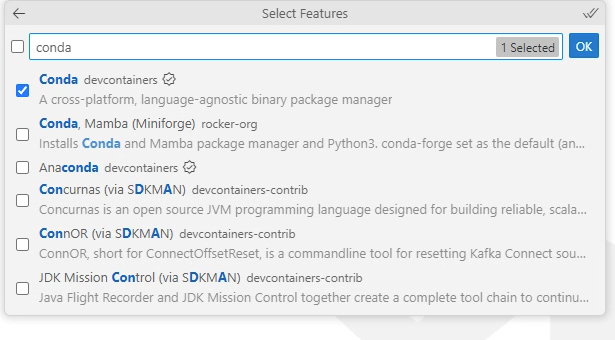 Select Features
conda
1 Selected
OK
Conda devcontainers
A cross-platform, language-agnostic binary package manager
Conda, Mamba (Miniforge) rocker-org
Installs Conda and Mamba package manager and Python3. conda-forge set as the default (an...
Anaconda devcontainers
Concurnas (via SDKMAN) devcontainers-contrib
Concurnas is an open source JVM programming language designed for building reliable, scala...
ConnOR (via SDKMAN) devcontainers-contrib
ConnOR, short for ConnectOffsetReset, is a commandline tool for resetting Kafka Connect sou...
JDK Mission Control (via SDKMAN) devcontainers-contrib
Java Flight Recorder and JDK Mission Control together create a complete tool chain to continu...